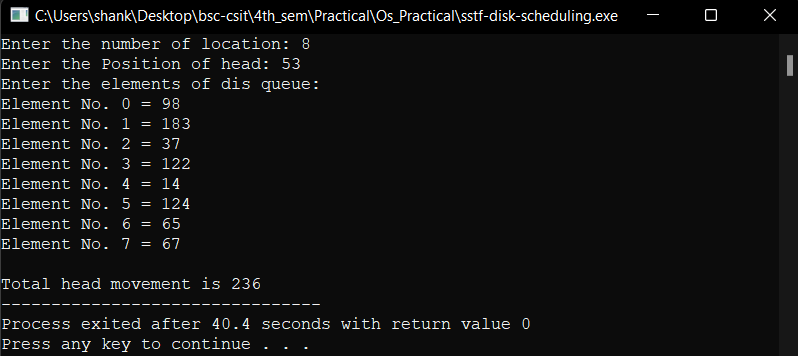 C:\Users\shank\Desktop\bsc-csit\4th_sem\Practical\Os_Practical\sstf-disk-scheduling.exe
Enter the number of location: 8
Enter the Position of head: 53
Enter the elements of dis queue:
Element No. 0 = 98
Element No. 1 = 183
Element No. 2 = 37
Element No. 3 = 122
Element No. 4 = 14
Element No. 5 = 124
Element No. 6 = 65
Element No. 7 = 67
Total head movement is 236
--------------------------------
Process exited after 40.4 seconds with return value 0
Press any key to continue . . .